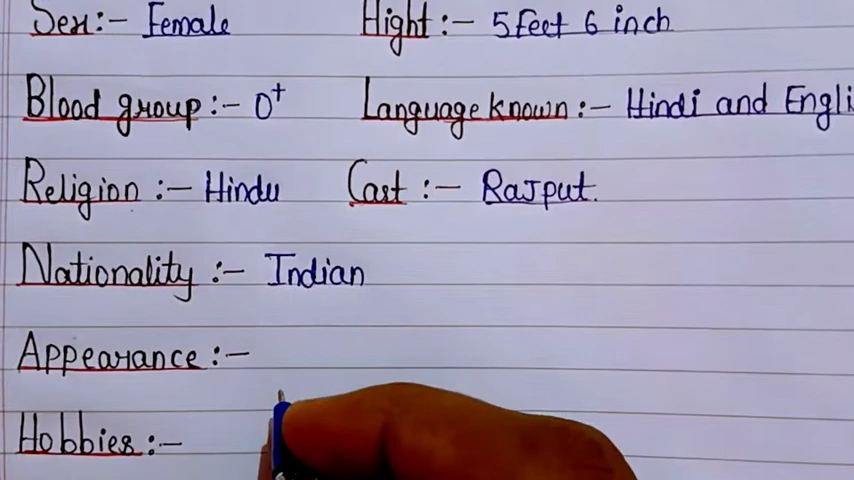 Sex:- Female Hight:- 5feet 6 inch
Blood group:- O+ Language known:- Hindi and Engli
Religion:- Hindu Cast:- Rajput.
Nationality:- Indian
Appearance:-
Hobbies:-